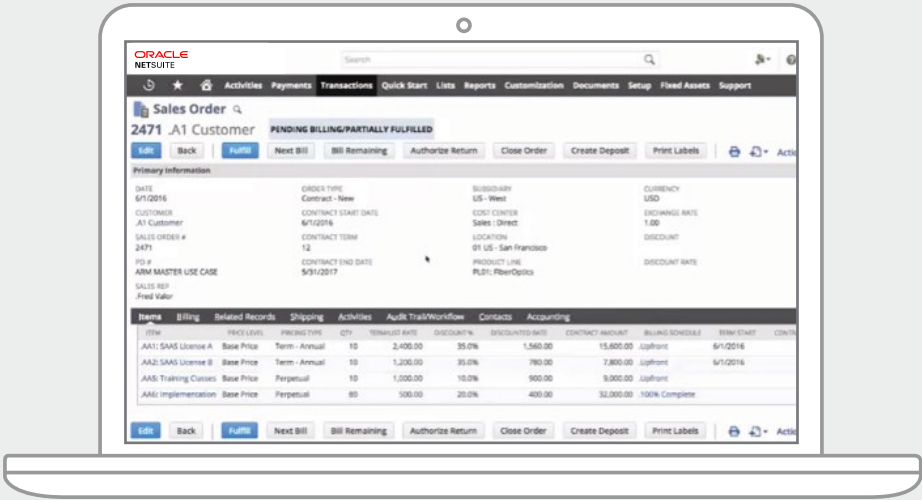 ORACLE
NETSUITE
Search
Activities Payments Transactions Quick Start Lists Reports Customization Documents Setup Fixed Assets Support
Sales Order
2471 .A1 Customer PENDING BILLING/PARTIALLY FULFILLED
Edit Back Fulfill Next Bill Bill Remaining Authorize Return Close Order Create Deposit Print Labels Actio
Primary Information
DATE ORDER TYPE SUBSIDIARY CURRENCY
6/1/2016 Contract - New US - West USD
CUSTOMER CONTRACT START DATE COST CENTER EXCHANGE RATE
.A1 Customer 6/1/2016 Sales : Direct 1.00
SALES ORDER # CONTRACT TERM LOCATION DISCOUNT
2471 12 01 US - San Francisco
PO # CONTRACT END DATE PRODUCT LINE DISCOUNT RATE
ARM MASTER USE CASE 5/31/2017 PL01: FiberOptics
SALES REP
.Fred Valor
Items Billing Related Records Shipping Activities Audit Trail/Workflow Contacts Accounting
ITEM PRICE LEVEL PRICING TYPE QTY TERM/LIST RATE DISCOUNT % DISCOUNTED RATE CONTRACT AMOUNT BILLING SCHEDULE TERM START CONTRA
.AA1: SAAS License A Base Price Term - Annual 10 2,400.00 35.0% 1,560.00 15,600.00 .Upfront 6/1/2016
.AA2: SAAS License B Base Price Term - Annual 10 1,200.00 35.0% 780.00 7,800.00 .Upfront 6/1/2016
.AA5: Training Classes Base Price Perpetual 10 1,000.00 10.0% 900.00 9,000.00 .Upfront
.AA6: Implementation Base Price Perpetual 80 500.00 20.0% 400.00 32,000.00 .100% Complete
Edit Back Fulfill Next Bill Bill Remaining Authorize Return Close Order Create Deposit Print Labels Actio